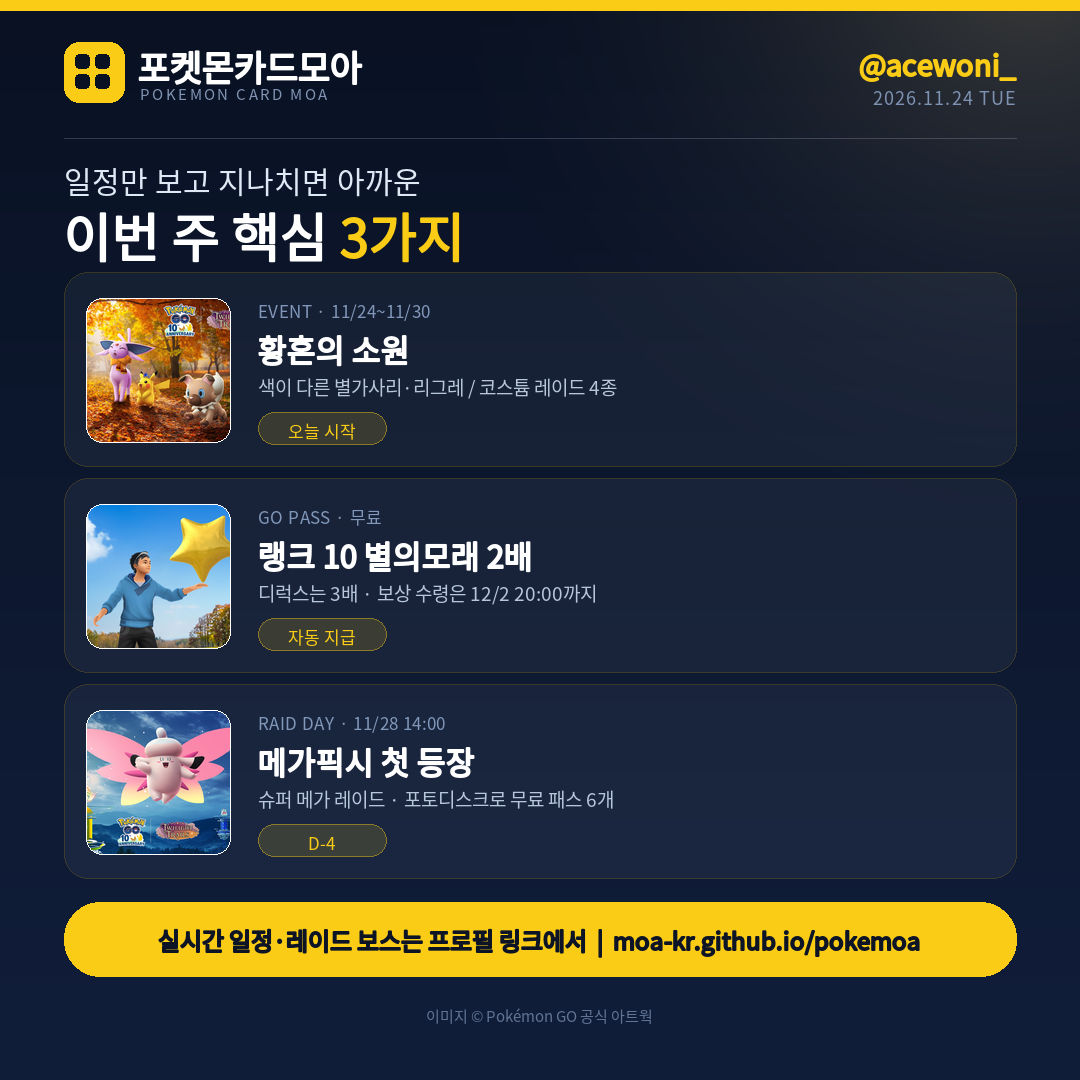 포켓몬카드모아
POKEMON CARD MOA
@acewoni_
2026.11.24 TUE
일정만 보고 지나치면 아까운
이번 주 핵심 3가지
Pokémon GO
10
ANNIVERSARY
EVENT · 11/24~11/30
황혼의 소원
색이 다른 별가사리·리그레 / 코스튬 레이드 4종
오늘 시작
GO PASS · 무료
랭크 10 별의모래 2배
디럭스는 3배 · 보상 수령은 12/2 20:00까지
자동 지급
RAID DAY · 11/28 14:00
메가픽시 첫 등장
슈퍼 메가 레이드 · 포토디스크로 무료 패스 6개
D-4
Pokémon GO
10
ANNIVERSARY
실시간 일정·레이드 보스는 프로필 링크에서 | moa-kr.github.io/pokemoa
이미지 © Pokémon GO 공식 아트웍